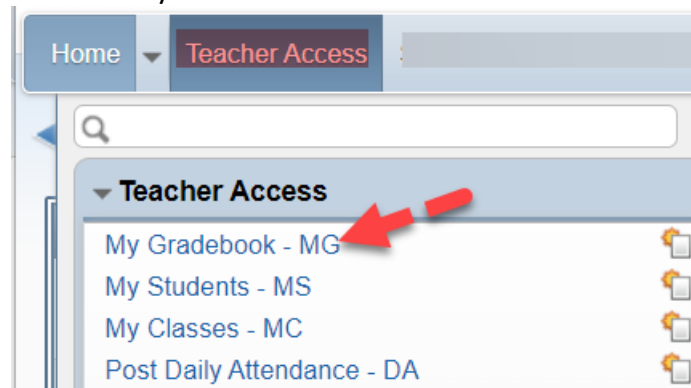 Home Teacher Access
Teacher Access
My Gradebook - MG
My Students - MS
My Classes - MC
Post Daily Attendance - DA